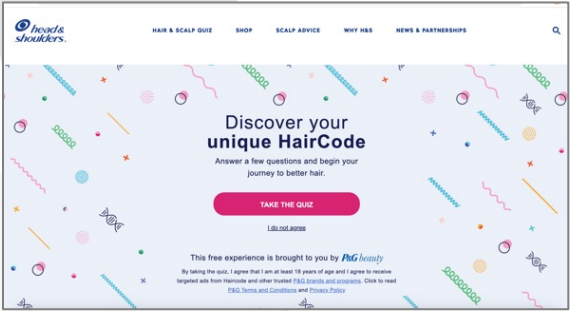 head&
shoulders.
HAIR & SCALP QUIZ SHOP SCALP ADVICE WHY H&S NEWS & PARTNERSHIPS
Discover your
unique HairCode
Answer a few questions and begin your
journey to better hair.
TAKE THE QUIZ
I do not agree
This free experience is brought to you by P&G beauty
By taking the quiz, I agree that I am at least 18 years of age and I agree to receive
targeted ads from Haircode and other trusted P&G brands and programs. Click to read
P&G Terms and Conditions and Privacy Policy